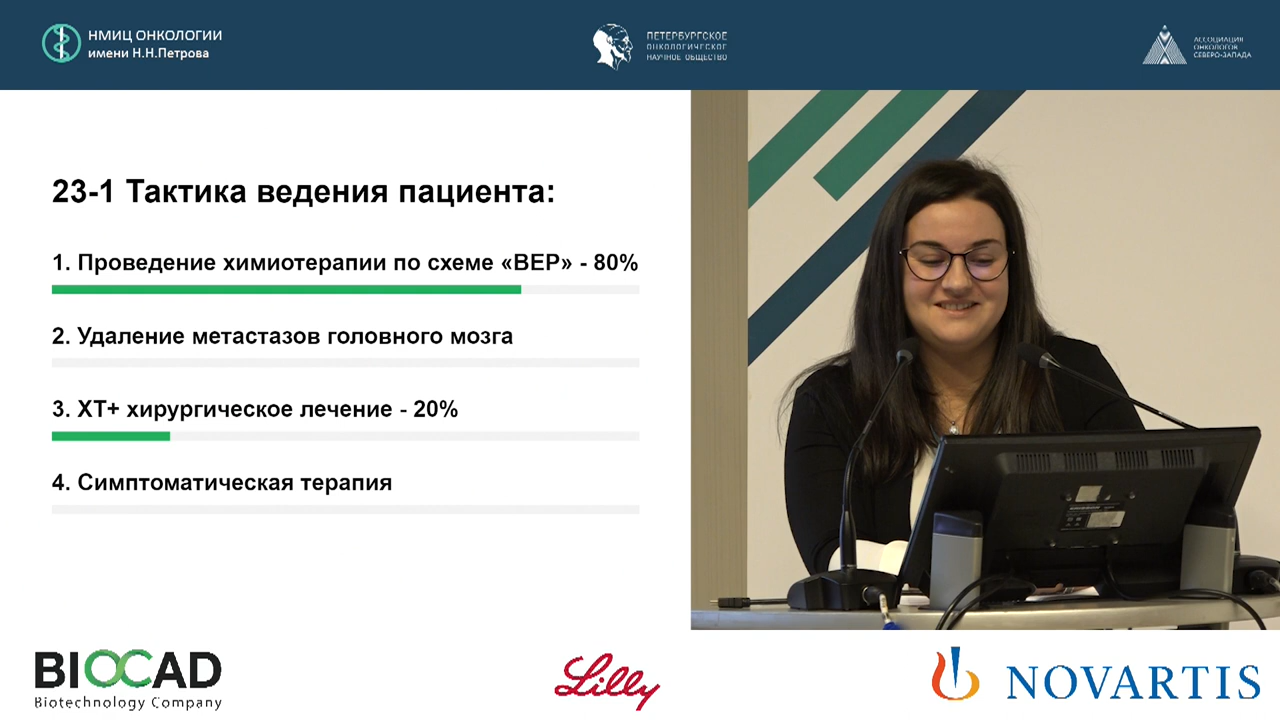 НМИЦ ОНКОЛОГИИ
имени Н.Н.Петрова
ПЕТЕРБУРГСКОЕ
ОНКОЛОГИЧЕСКОЕ
НАУЧНОЕ ОБЩЕСТВО
АССОЦИАЦИЯ
ОНКОЛОГОВ
СЕВЕРО-ЗАПАДА
23-1 Тактика ведения пациента:
1. Проведение химиотерапии по схеме «BEP» - 80%
2. Удаление метастазов головного мозга
3. ХТ+ хирургическое лечение - 20%
4. Симптоматическая терапия
BIOCAD
Biotechnology Company
Lilly
NOVARTIS